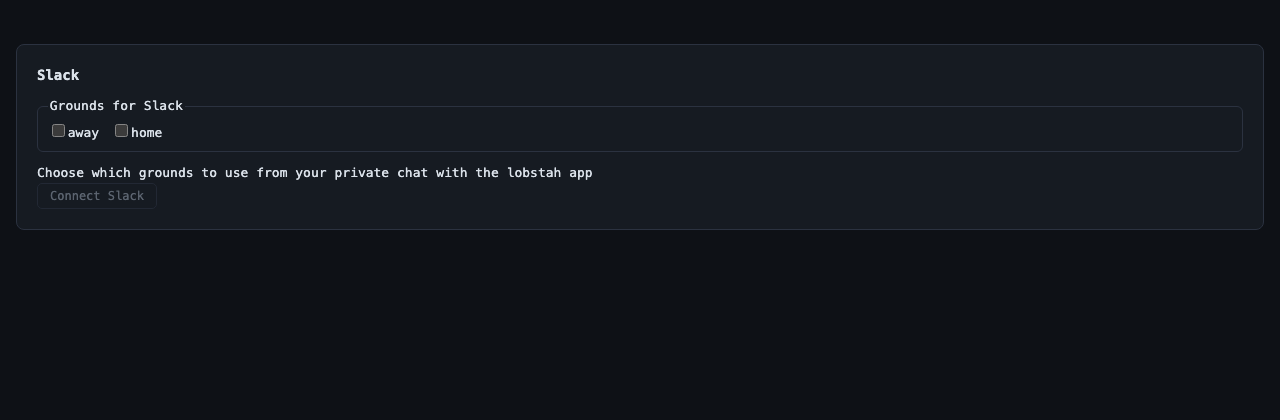 Slack
Grounds for Slack
away home
Choose which grounds to use from your private chat with the lobstah app
Connect Slack